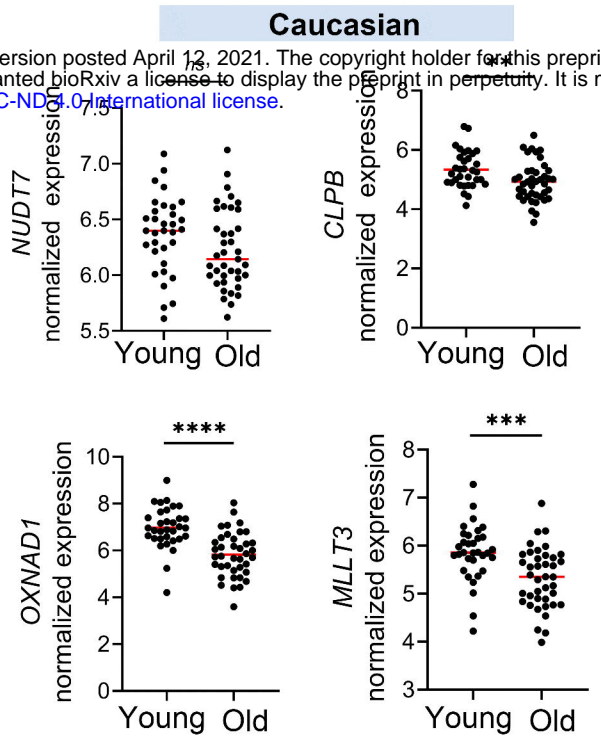 Caucasian
ersion posted April 12, 2021. The copyright holder for this prepri
anted bioRxiv a license to display the preprint in perpetuity. It is n
C-ND 4.0 International license.
ns
NUDT7
normalized expression
7.5
7.0
6.5
6.0
5.5
Young Old
**
CLPB
normalized expression
8
6
4
2
0
Young Old
****
OXNAD1
normalized expression
10
8
6
4
2
0
Young Old
***
MLLT3
normalized expression
8
7
6
5
4
3
Young Old